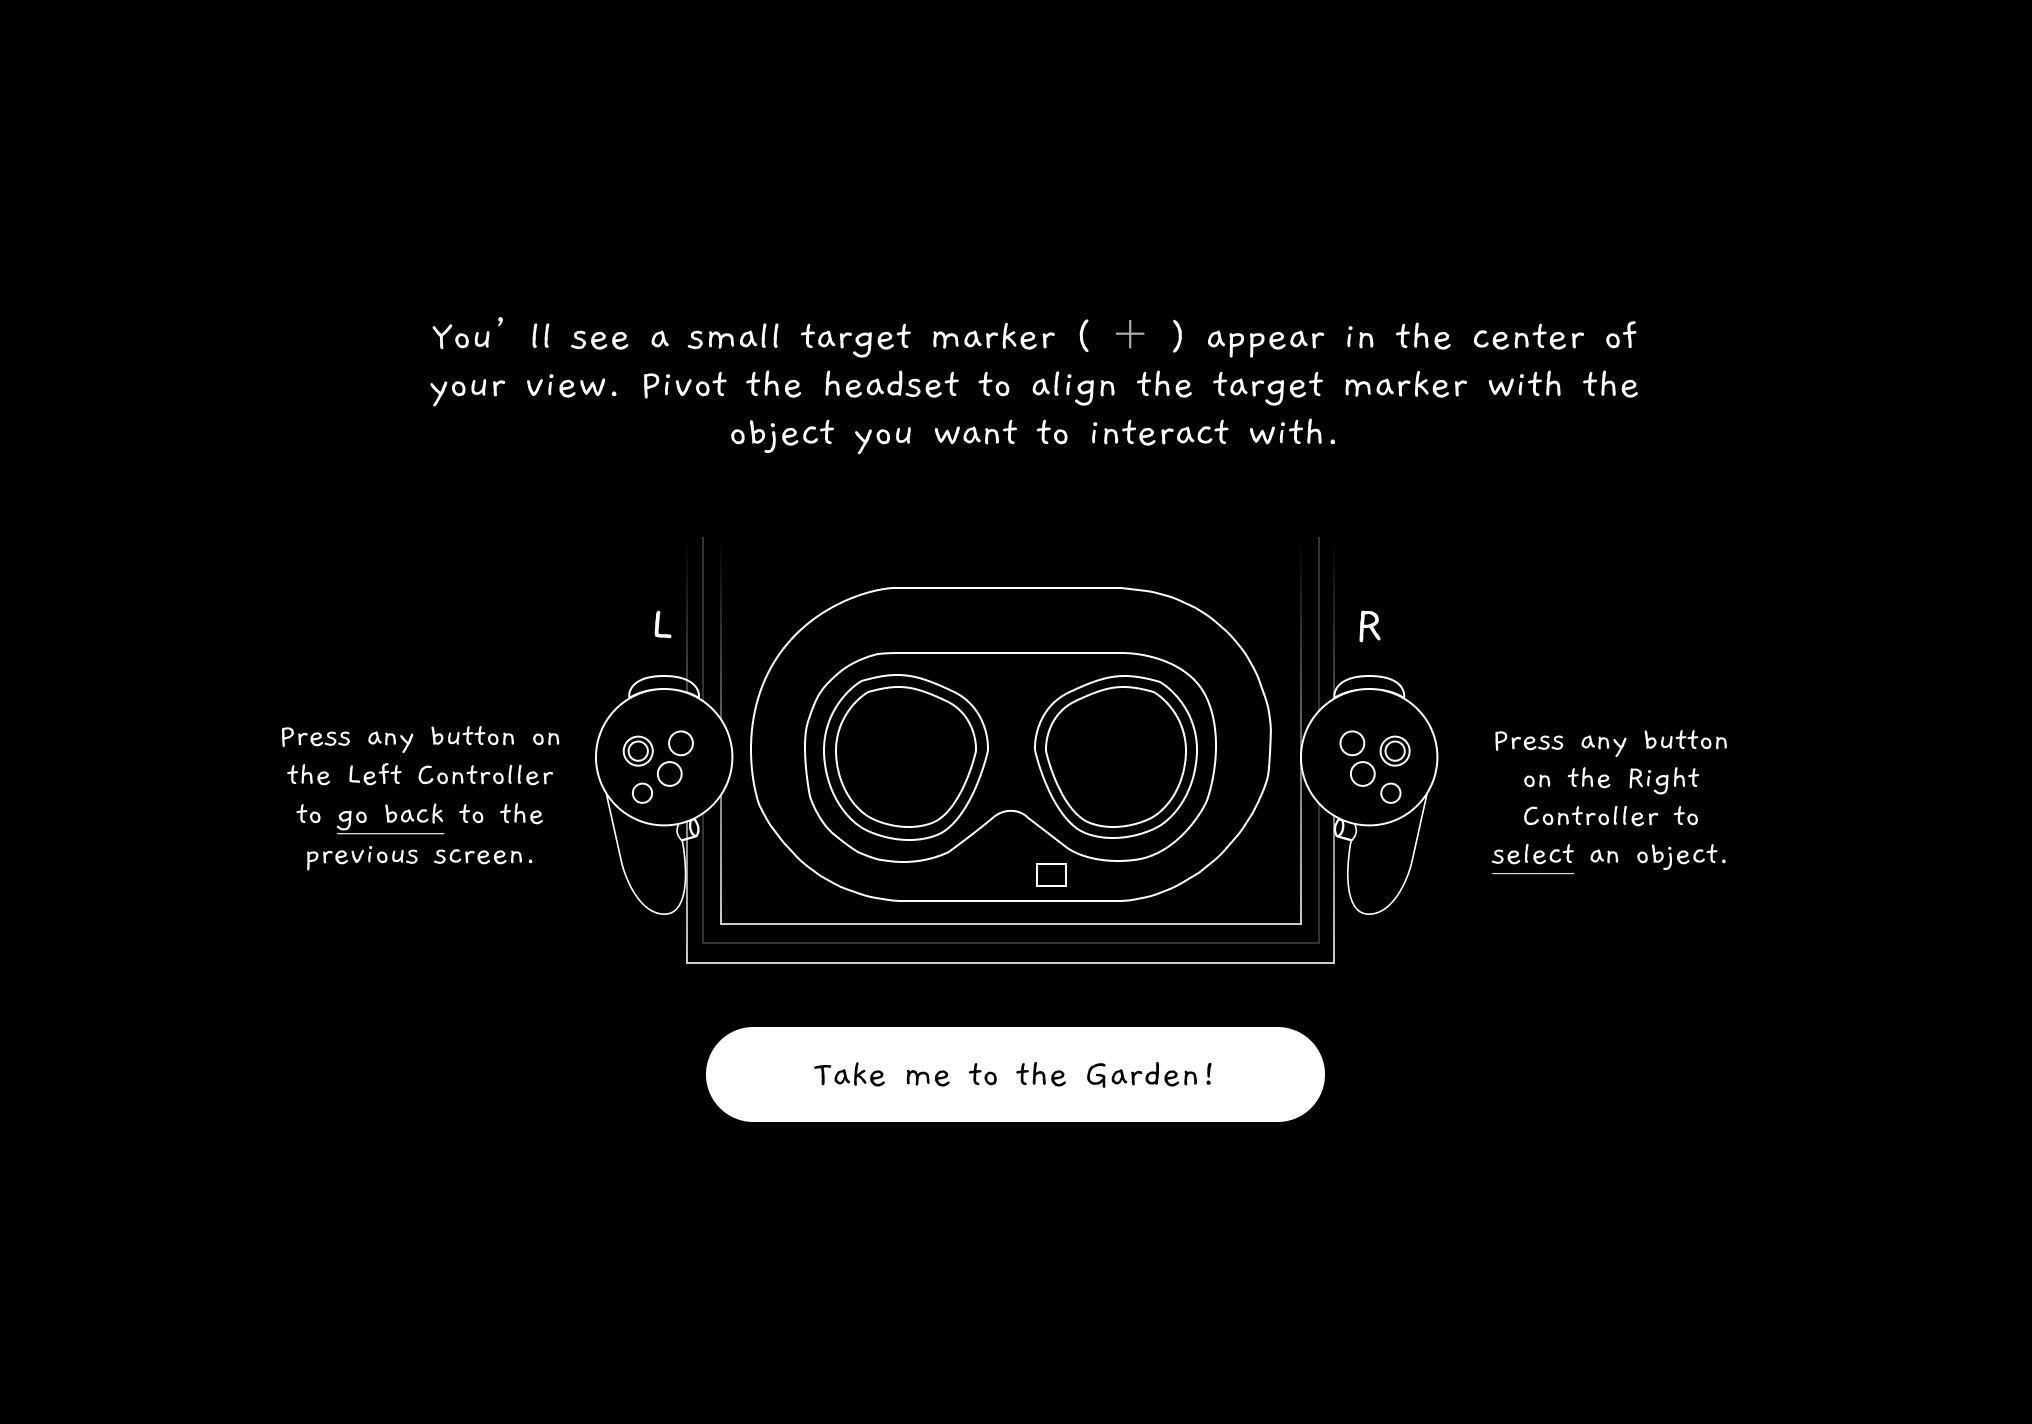 You’ ll see a small target marker ( + ) appear in the center of
your view. Pivot the headset to align the target marker with the
object you want to interact with.
L
R
Press any button on
the Left Controller
to go back to the
previous screen.
Press any button
on the Right
Controller to
select an object.
Take me to the Garden!